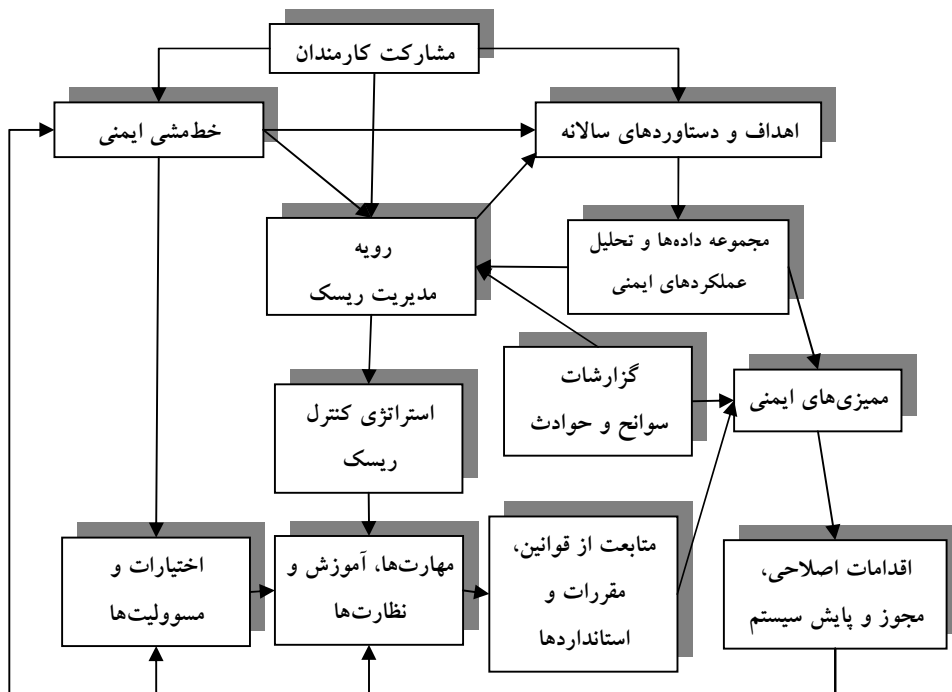 مشارکت کارمندان
خط‌مشی ایمنی
اهداف و دستاوردهای سالانه
رویه
مدیریت ریسک
مجموعه داده‌ها و تحلیل
عملکردهای ایمنی
گزارشات
سوانح و حوادث
ممیزی‌های ایمنی
استراتژی کنترل
ریسک
اختیارات و
مسوولیت‌ها
مهارت‌ها، آموزش و
نظارت‌ها
متابعت از قوانین،
مقررات و
استانداردها
اقدامات اصلاحی،
مجوز و پایش سیستم